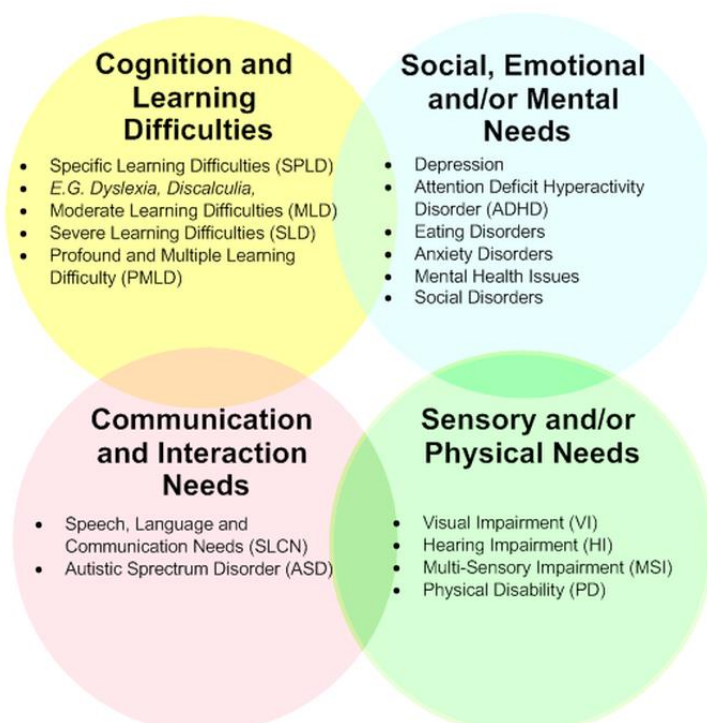 Cognition and
Learning
Difficulties
• Specific Learning Difficulties (SPLD)
• E.G. Dyslexia, Discalculia,
• Moderate Learning Difficulties (MLD)
• Severe Learning Difficulties (SLD)
• Profound and Multiple Learning
Difficulty (PMLD)
Social, Emotional
and/or Mental
Needs
• Depression
• Attention Deficit Hyperactivity
Disorder (ADHD)
• Eating Disorders
• Anxiety Disorders
• Mental Health Issues
• Social Disorders
Communication
and Interaction
Needs
• Speech, Language and
Communication Needs (SLCN)
• Autistic Sprectrum Disorder (ASD)
Sensory and/or
Physical Needs
• Visual Impairment (VI)
• Hearing Impairment (HI)
• Multi-Sensory Impairment (MSI)
• Physical Disability (PD)